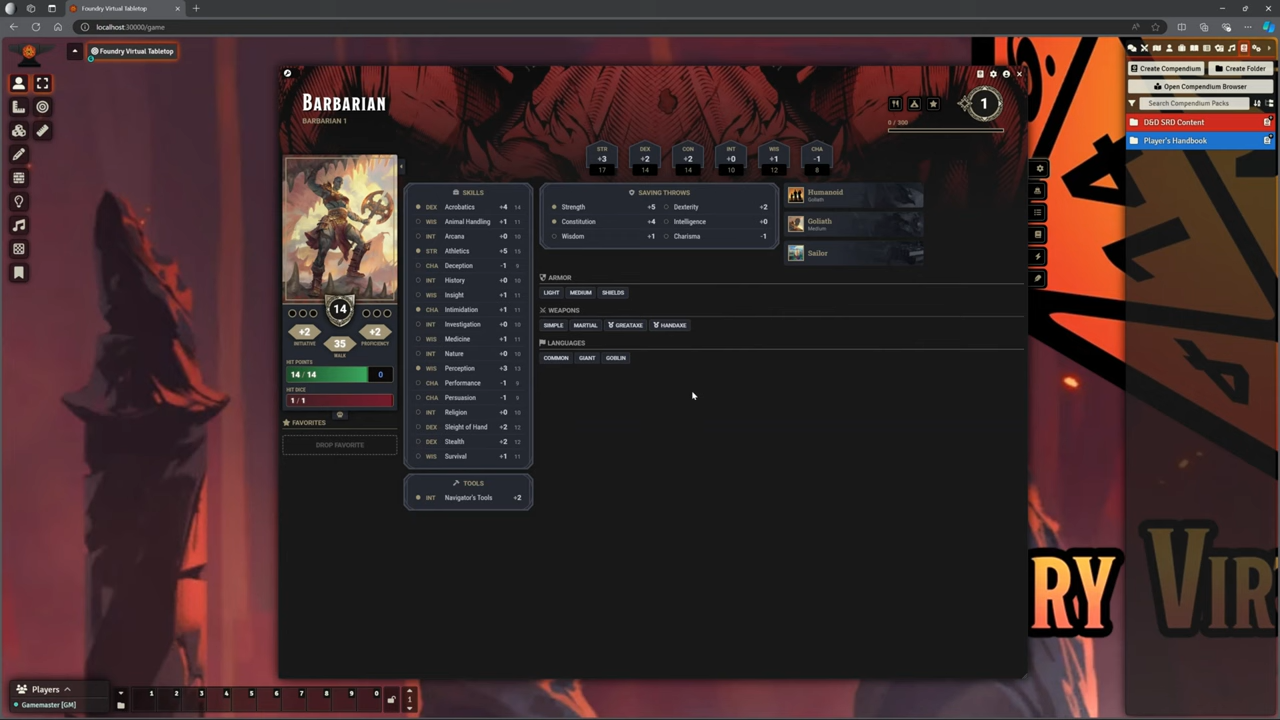 Foundry Virtual Tabletop
localhost:30000/game
Foundry Virtual Tabletop
Create Compendium
Create Folder
Open Compendium Browser
Search Compendium Packs
D&D SRD Content
Player's Handbook
BARBARIAN
BARBARIAN 1
1
0 / 300
STR +3 17
DEX +2 14
CON +2 14
INT +0 10
WIS +1 12
CHA -1 8
14
+2
INITIATIVE
35
WALK
+2
PROFICIENCY
HIT POINTS
14 / 14
0
HIT DICE
1 / 1
FAVORITES
DROP FAVORITE
SKILLS
DEX Acrobatics +4 14
WIS Animal Handling +1 11
INT Arcana +0 10
STR Athletics +5 15
CHA Deception -1 9
INT History +0 10
WIS Insight +1 11
CHA Intimidation +1 11
INT Investigation +0 10
WIS Medicine +1 11
INT Nature +0 10
WIS Perception +3 13
CHA Performance -1 9
CHA Persuasion -1 9
INT Religion +0 10
DEX Sleight of Hand +2 12
DEX Stealth +2 12
WIS Survival +1 11
TOOLS
INT Navigator's Tools +2
SAVING THROWS
Strength +5 Dexterity +2
Constitution +4 Intelligence +0
Wisdom +1 Charisma -1
Humanoid
Goliath
Goliath
Medium
Sailor
ARMOR
LIGHT MEDIUM SHIELDS
WEAPONS
SIMPLE MARTIAL GREATAXE HANDAXE
LANGUAGES
COMMON GIANT GOBLIN
RY VIRT
Players
Gamemaster [GM]
1 2 3 4 5 6 7 8 9 0
1